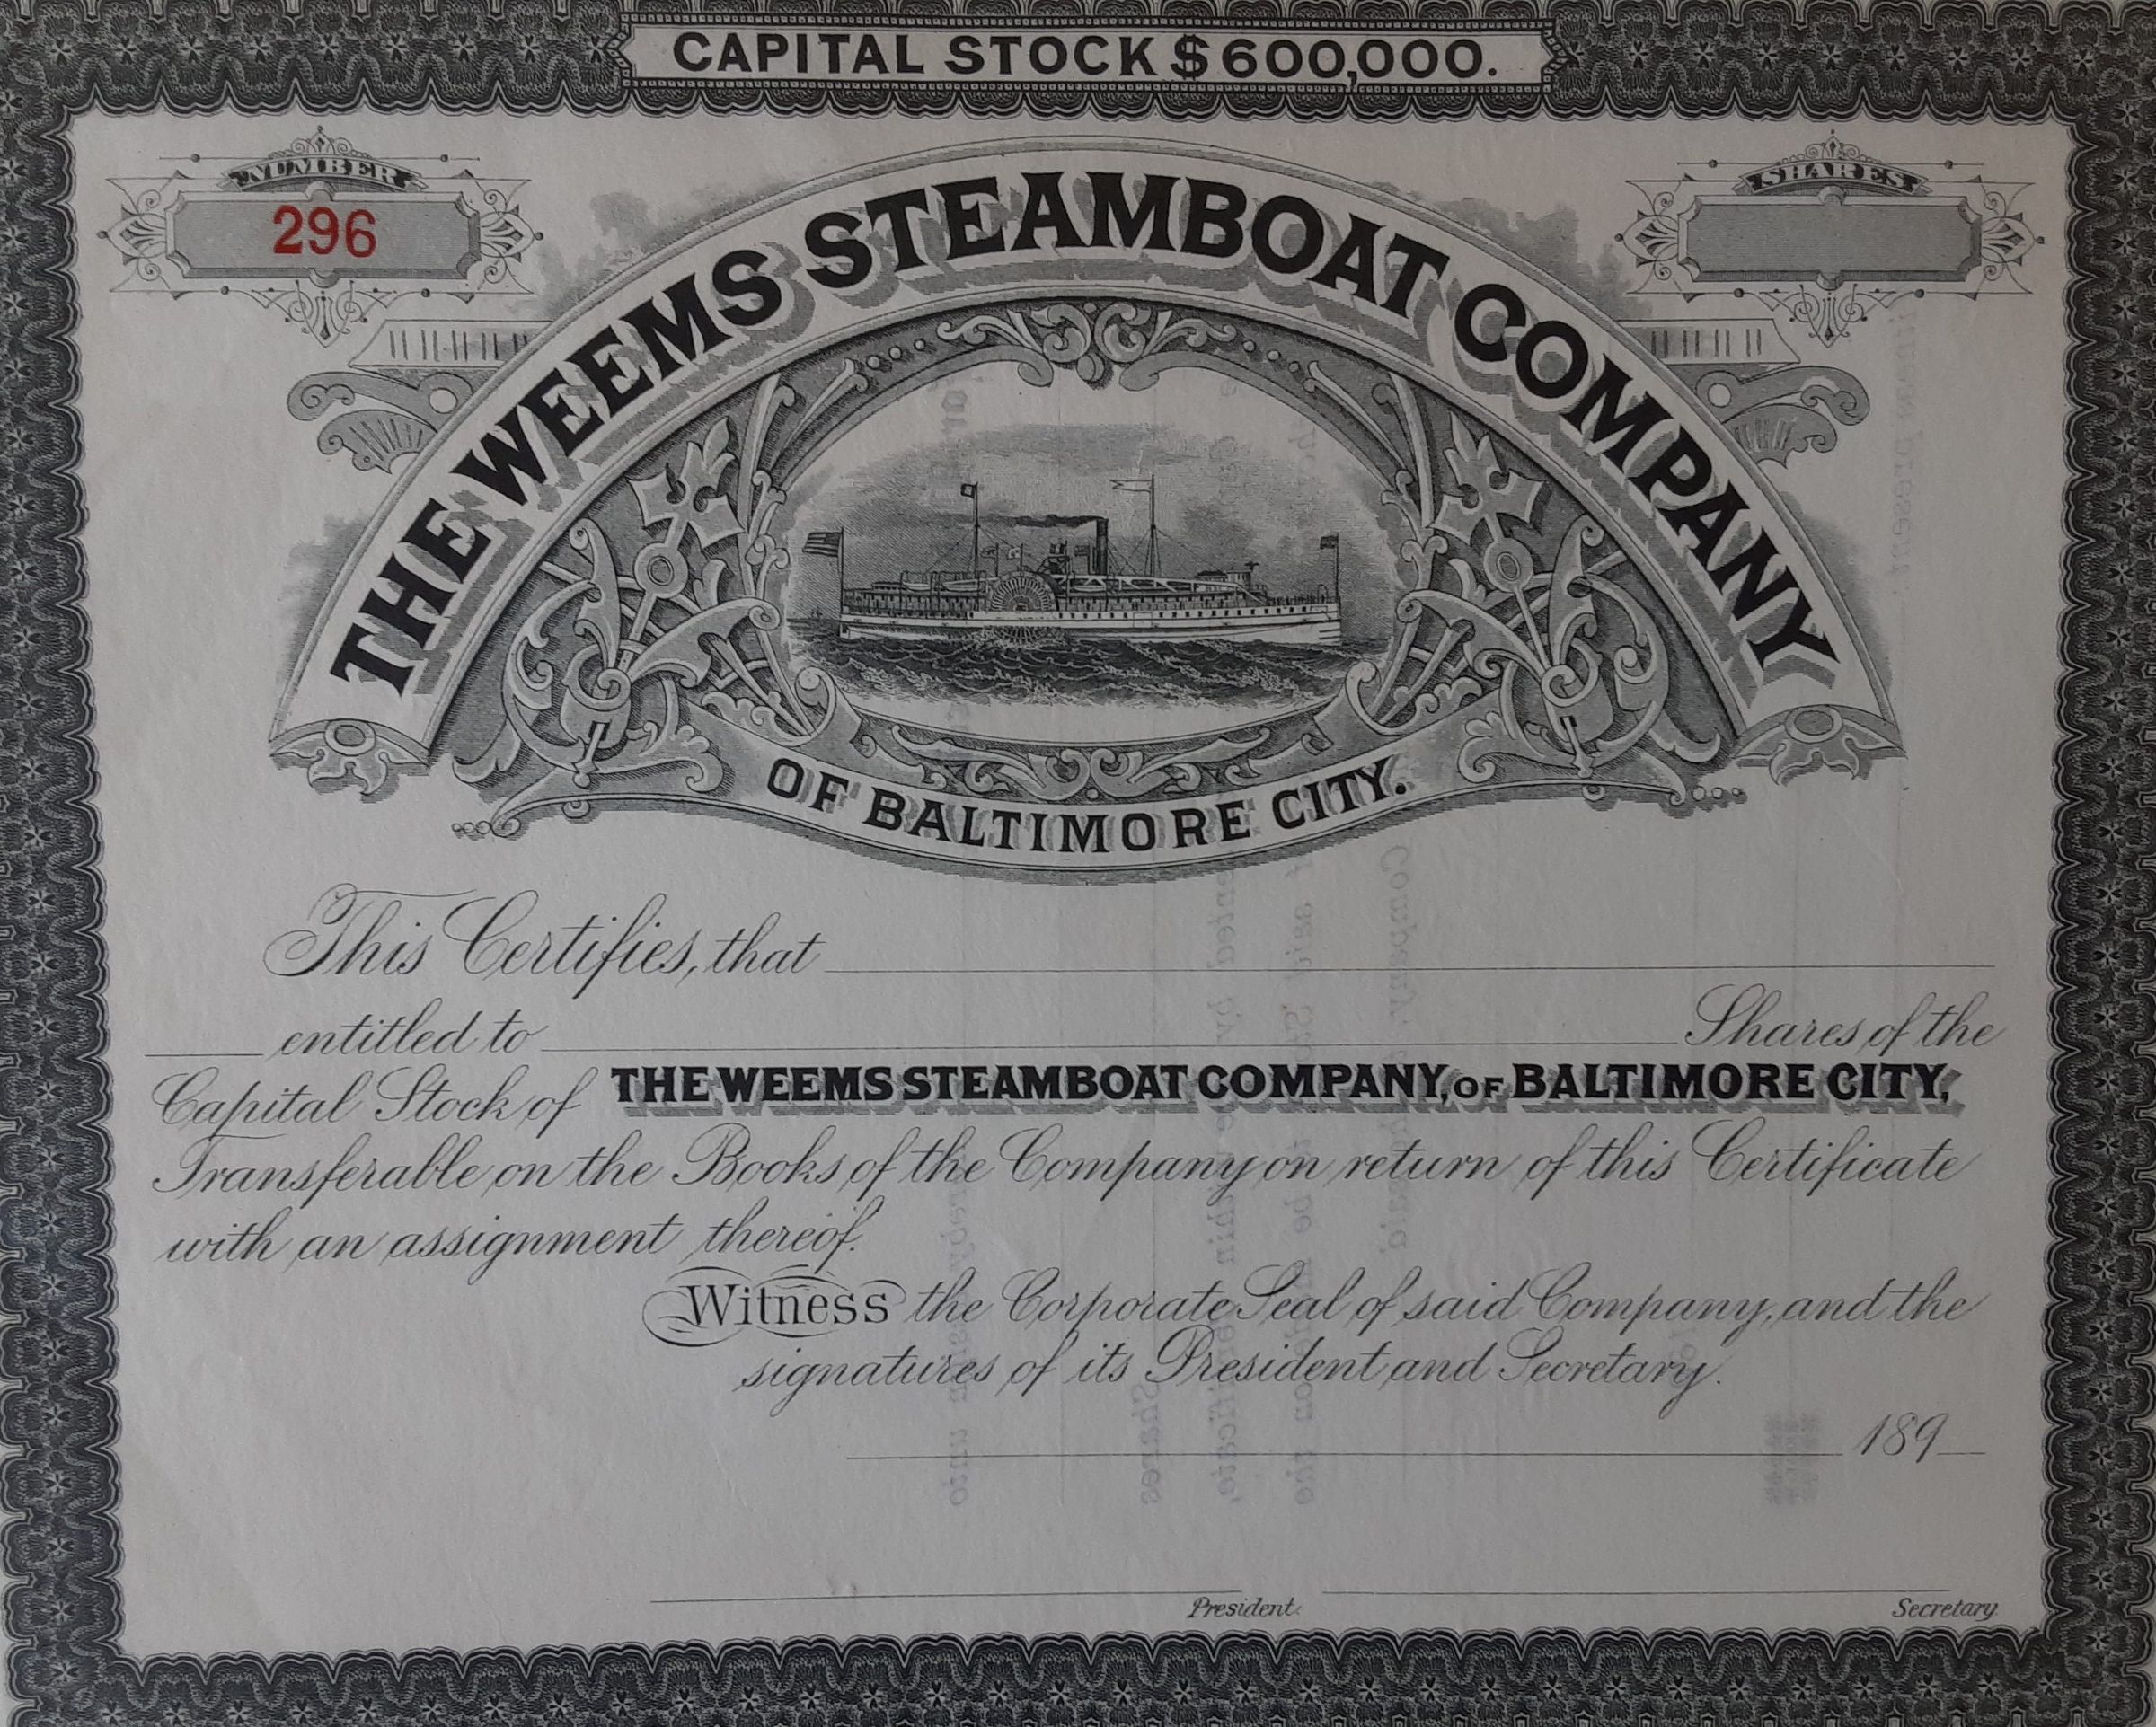 CAPITAL STOCK $600,000.
NUMBER
296
SHARES
THE WEEMS STEAMBOAT COMPANY
OF BALTIMORE CITY.
This Certifies, that
entitled to Shares of the
Capital Stock of THE WEEMS STEAMBOAT COMPANY, OF BALTIMORE CITY,
Transferable on the Books of the Company on return of this Certificate
with an assignment thereof.
Witness the Corporate Seal of said Company, and the
signatures of its President and Secretary.
189
President.
Secretary.